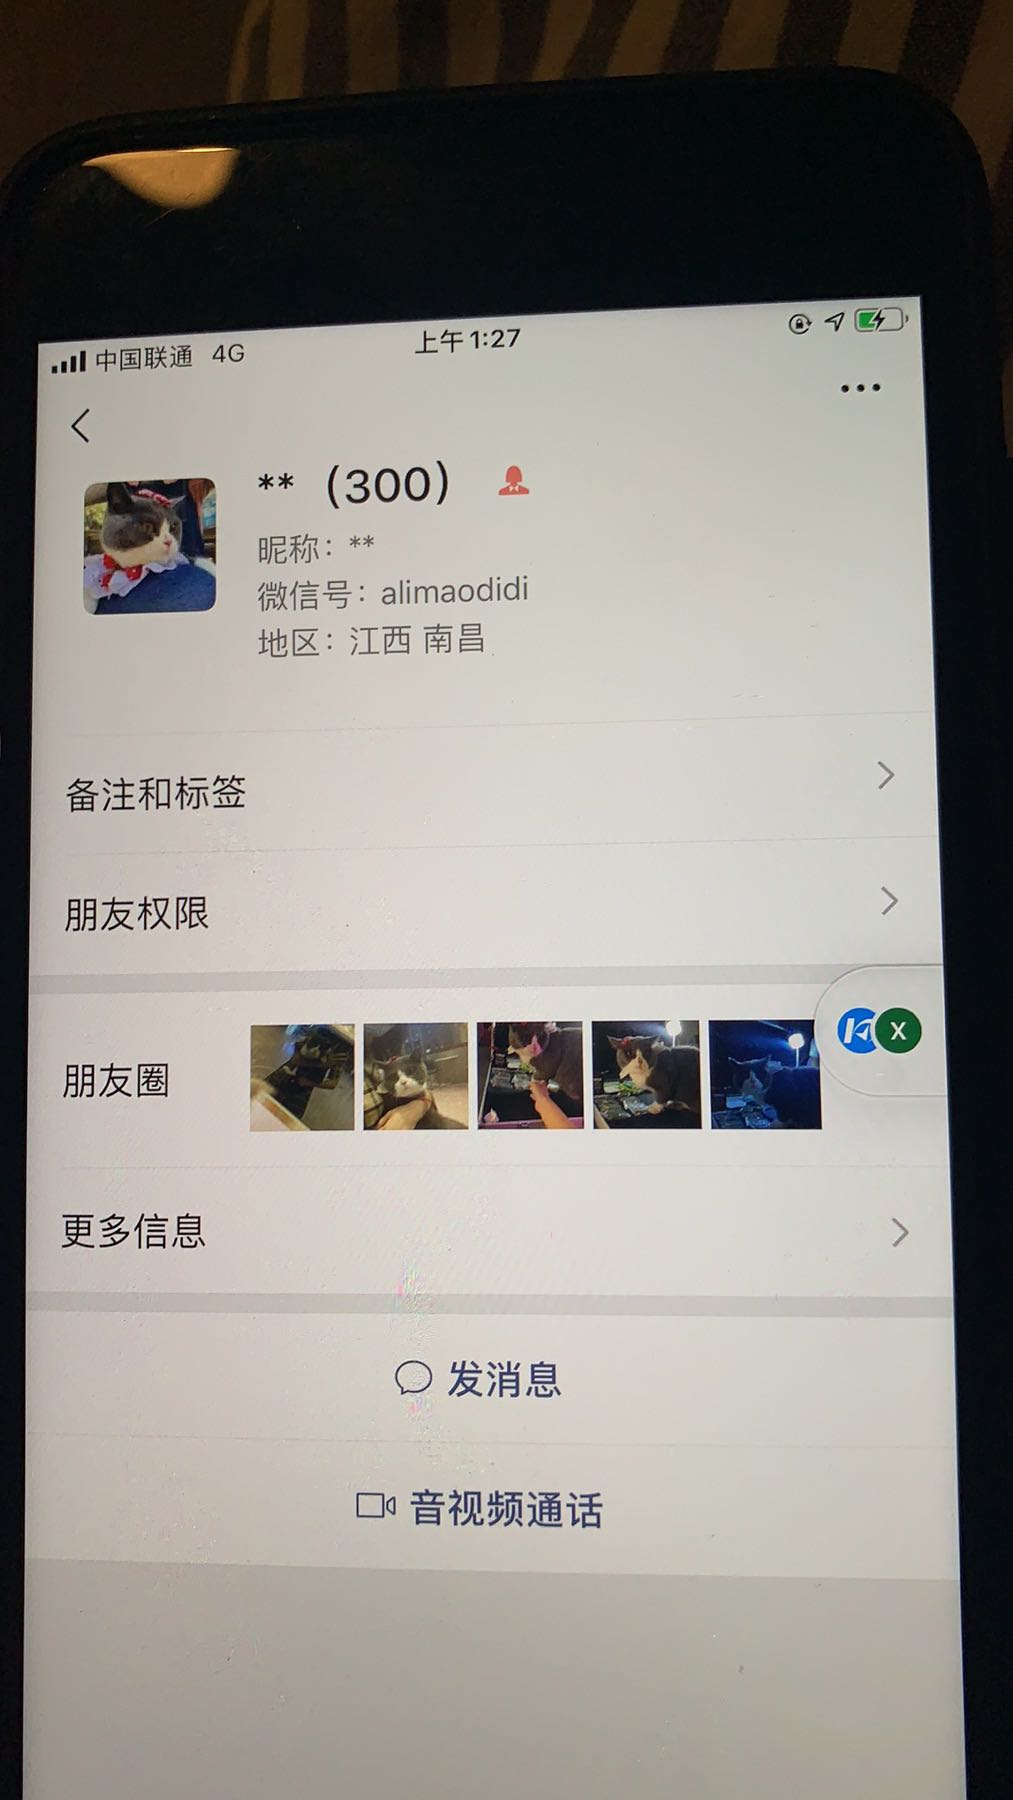 中国联通 4G 上午1:27
** (300)
昵称：**
微信号：alimaodidi
地区：江西 南昌
备注和标签
朋友权限
朋友圈
X
更多信息
发消息
音视频通话